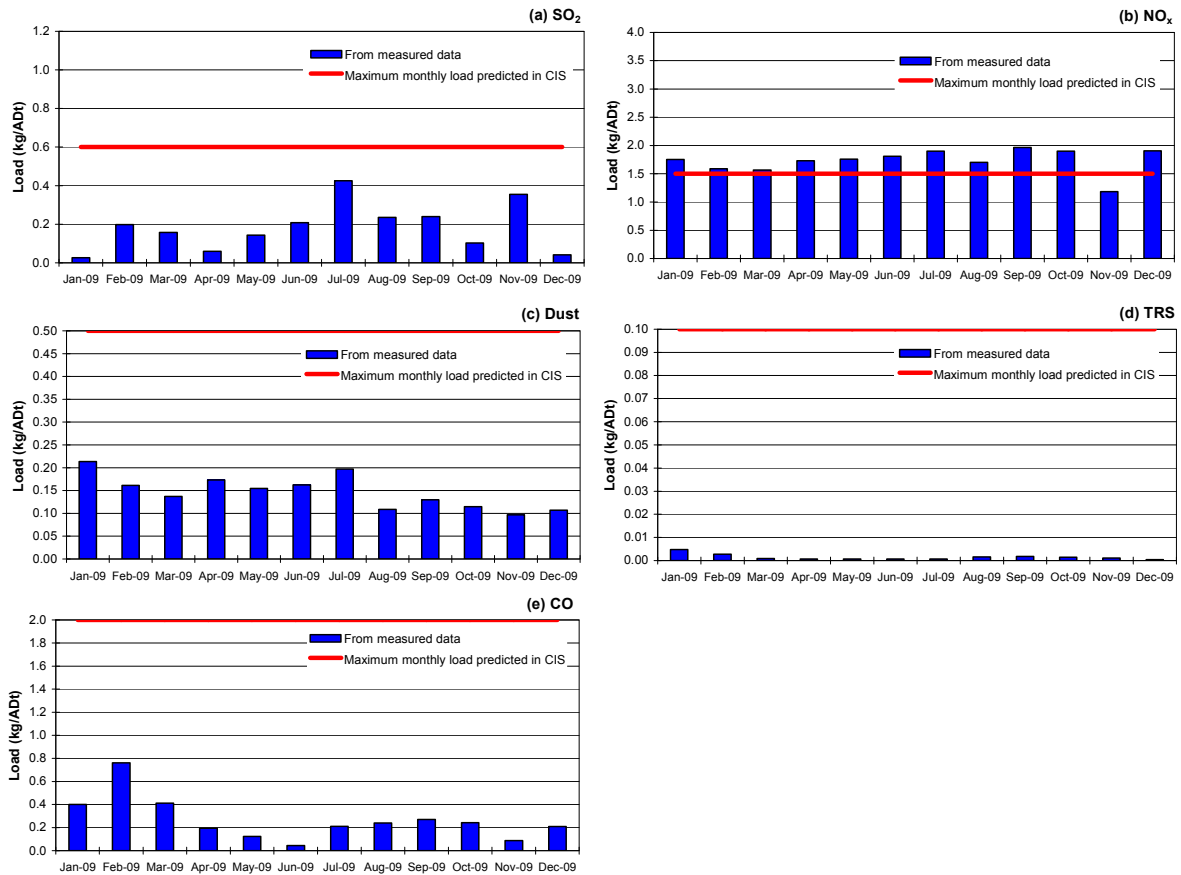 (a) SO₂
Load (kg/ADt)
1.2
1.0
0.8
0.6
0.4
0.2
0.0
From measured data
Maximum monthly load predicted in CIS
Jan-09 Feb-09 Mar-09 Apr-09 May-09 Jun-09 Jul-09 Aug-09 Sep-09 Oct-09 Nov-09 Dec-09
(b) NOₓ
Load (kg/ADt)
4.0
3.5
3.0
2.5
2.0
1.5
1.0
0.5
0.0
From measured data
Maximum monthly load predicted in CIS
Jan-09 Feb-09 Mar-09 Apr-09 May-09 Jun-09 Jul-09 Aug-09 Sep-09 Oct-09 Nov-09 Dec-09
(c) Dust
Load (kg/ADt)
0.50
0.45
0.40
0.35
0.30
0.25
0.20
0.15
0.10
0.05
0.00
From measured data
Maximum monthly load predicted in CIS
Jan-09 Feb-09 Mar-09 Apr-09 May-09 Jun-09 Jul-09 Aug-09 Sep-09 Oct-09 Nov-09 Dec-09
(d) TRS
Load (kg/ADt)
0.10
0.09
0.08
0.07
0.06
0.05
0.04
0.03
0.02
0.01
0.00
From measured data
Maximum monthly load predicted in CIS
Jan-09 Feb-09 Mar-09 Apr-09 May-09 Jun-09 Jul-09 Aug-09 Sep-09 Oct-09 Nov-09 Dec-09
(e) CO
Load (kg/ADt)
2.0
1.8
1.6
1.4
1.2
1.0
0.8
0.6
0.4
0.2
0.0
From measured data
Maximum monthly load predicted in CIS
Jan-09 Feb-09 Mar-09 Apr-09 May-09 Jun-09 Jul-09 Aug-09 Sep-09 Oct-09 Nov-09 Dec-09